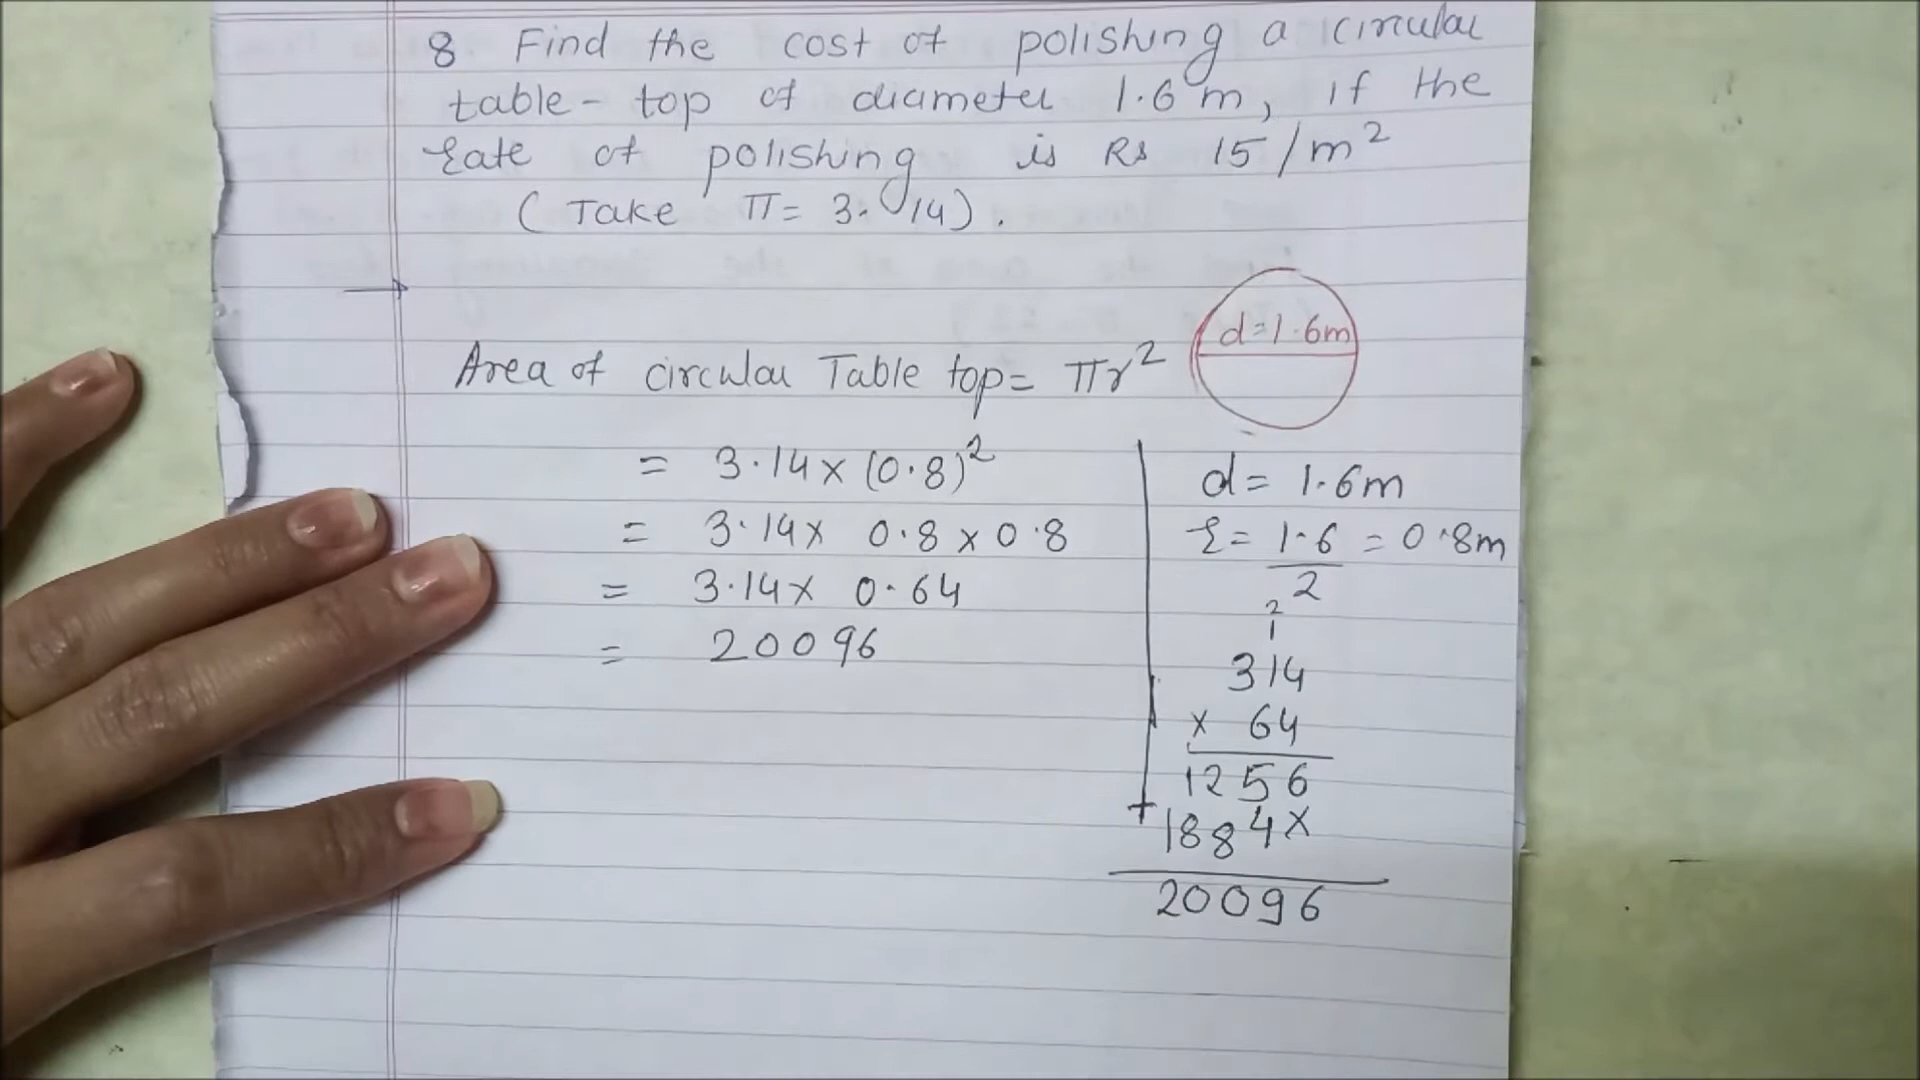 8 Find the cost of polishing a circular
table-top of diameter 1.6 m, if the
rate of polishing is Rs 15/m²
(Take π = 3.14).
d=1.6m
Area of circular Table top = πr²
= 3.14 x (0.8)²
= 3.14 x 0.8 x 0.8
= 3.14 x 0.64
= 20096
d = 1.6m
r = 1.6/2 = 0.8m
2
1
314
x 64
1256
+ 1884x
20096